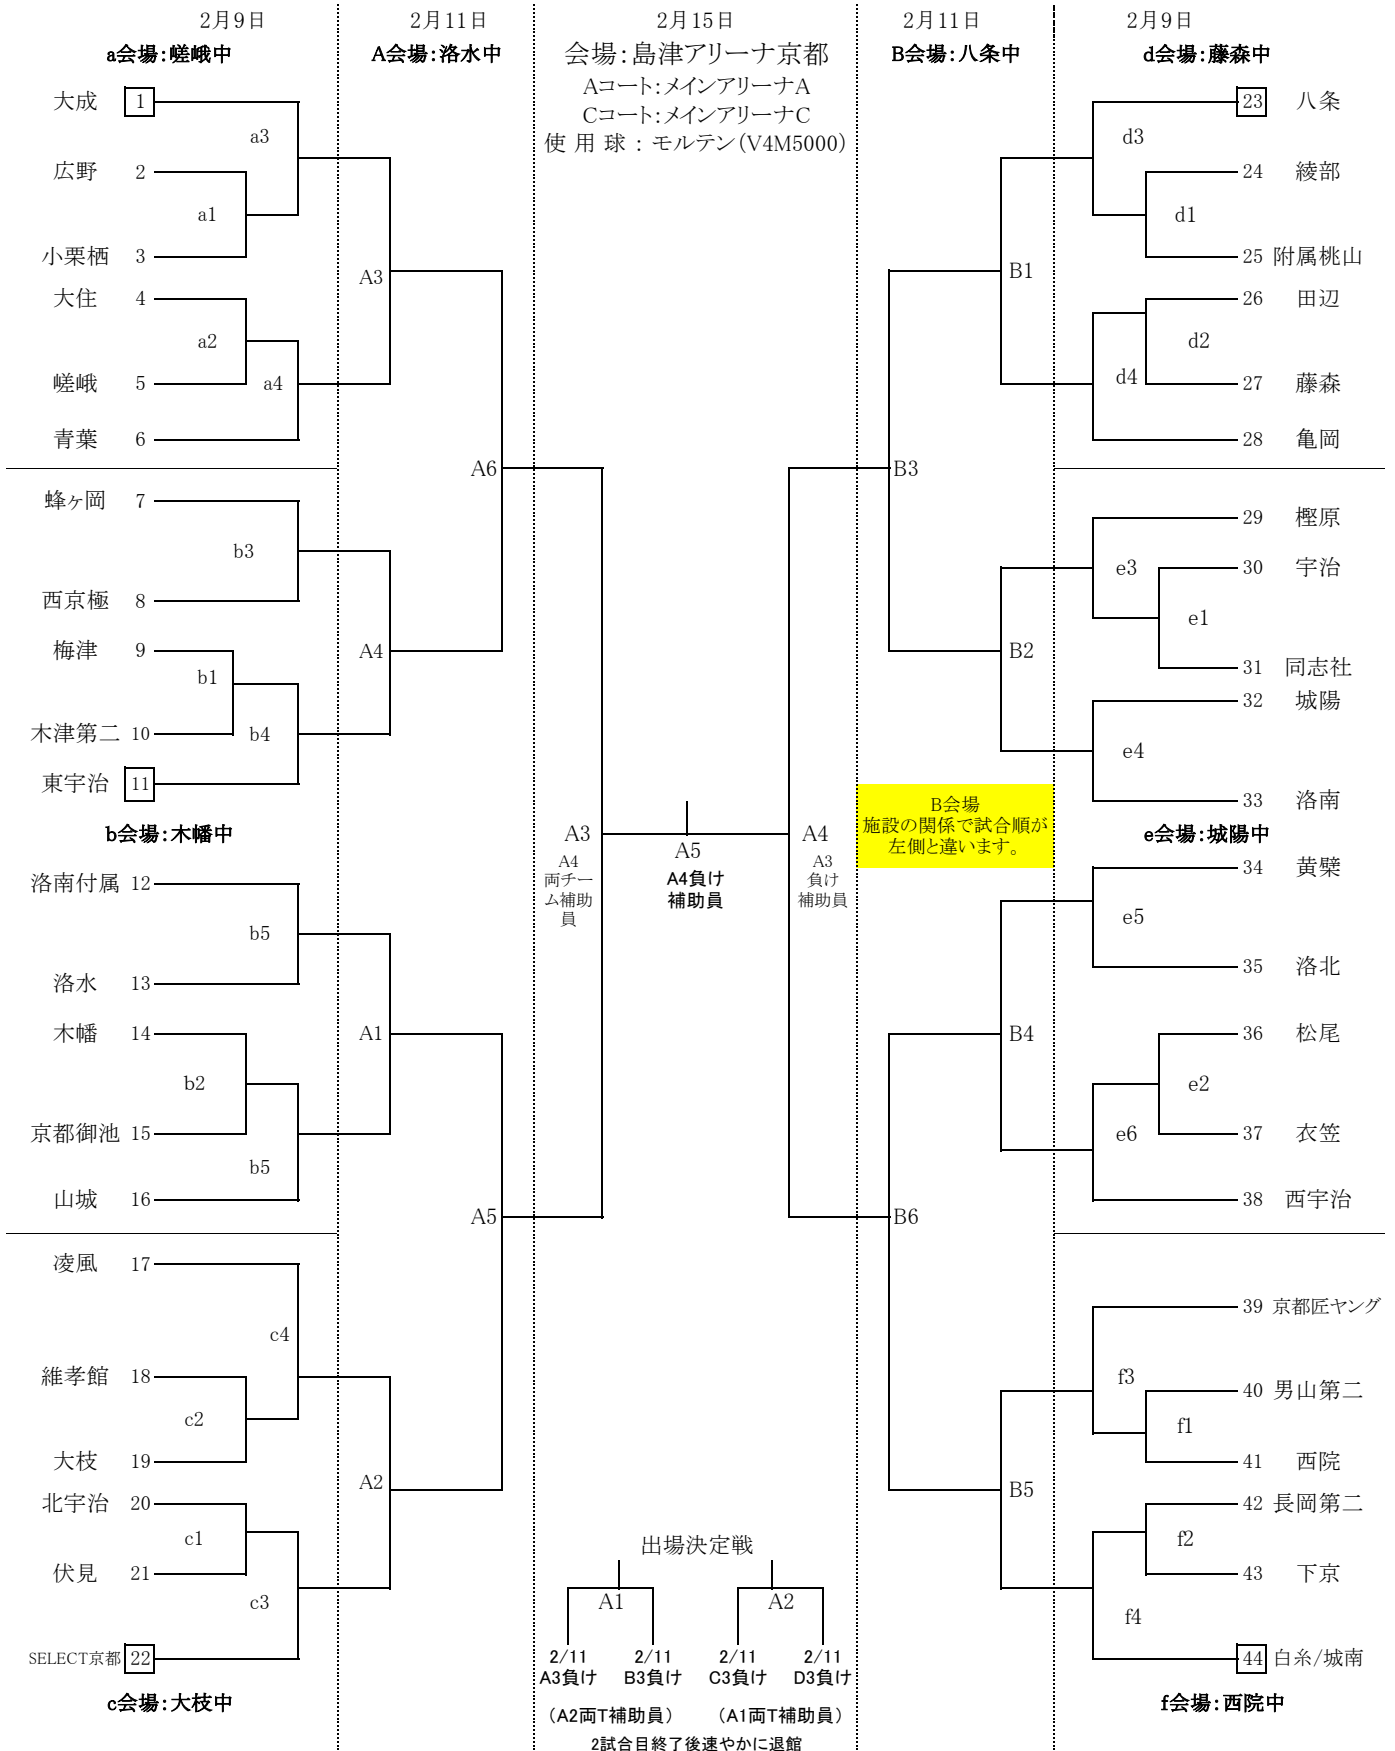 2月9日
2月11日
2月15日
2月11日
2月9日
a会場:嵯峨中
A会場:洛水中
会場:島津アリーナ京都
B会場:八条中
d会場:藤森中
Aコート:メインアリーナA
Cコート:メインアリーナC
使 用 球 : モルテン(V4M5000)
大成 1
a3
広野 2
a1
小栗栖 3
大住 4
a2
嵯峨 5
a4
青葉 6
A3
A6
蜂ヶ岡 7
b3
西京極 8
梅津 9
b1
木津第二 10
b4
東宇治 11
A4
b会場:木幡中
洛南付属 12
b5
洛水 13
木幡 14
b2
京都御池 15
b5
山城 16
A1
A5
凌風 17
c4
維孝館 18
c2
大枝 19
北宇治 20
c1
伏見 21
c3
SELECT京都 22
A2
c会場:大枝中
A3
A4
両チー
ム補助
員
A5
A4負け
補助員
A4
A3
負け
補助員
出場決定戦
A1
A2
2/11
A3負け
2/11
B3負け
2/11
C3負け
2/11
D3負け
(A2両T補助員)
(A1両T補助員)
2試合目終了後速やかに退館
B1
B3
B2
B会場
施設の関係で試合順が
左側と違います。
B4
B6
B5
23 八条
d3
24 綾部
d1
25 附属桃山
26 田辺
d2
27 藤森
d4
28 亀岡
29 樫原
e3
30 宇治
e1
31 同志社
32 城陽
e4
33 洛南
e会場:城陽中
34 黄檗
e5
35 洛北
36 松尾
e2
37 衣笠
e6
38 西宇治
39 京都匠ヤング
f3
40 男山第二
f1
41 西院
42 長岡第二
f2
43 下京
f4
44 白糸/城南
f会場:西院中